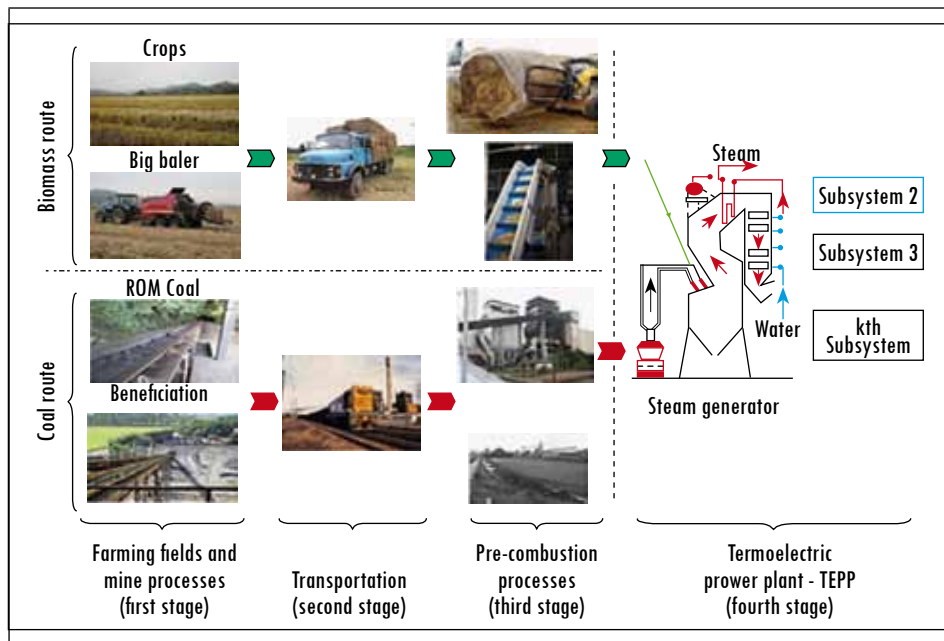 Biomass route
Crops
Big baler
Coal route
ROM Coal
Beneficiation
Steam
Subsystem 2
Subsystem 3
Water
kth
Subsystem
Steam generator
Farming fields and
mine processes
(first stage)
Transportation
(second stage)
Pre-combustion
processes
(third stage)
Termoelectric
prower plant - TEPP
(fourth stage)